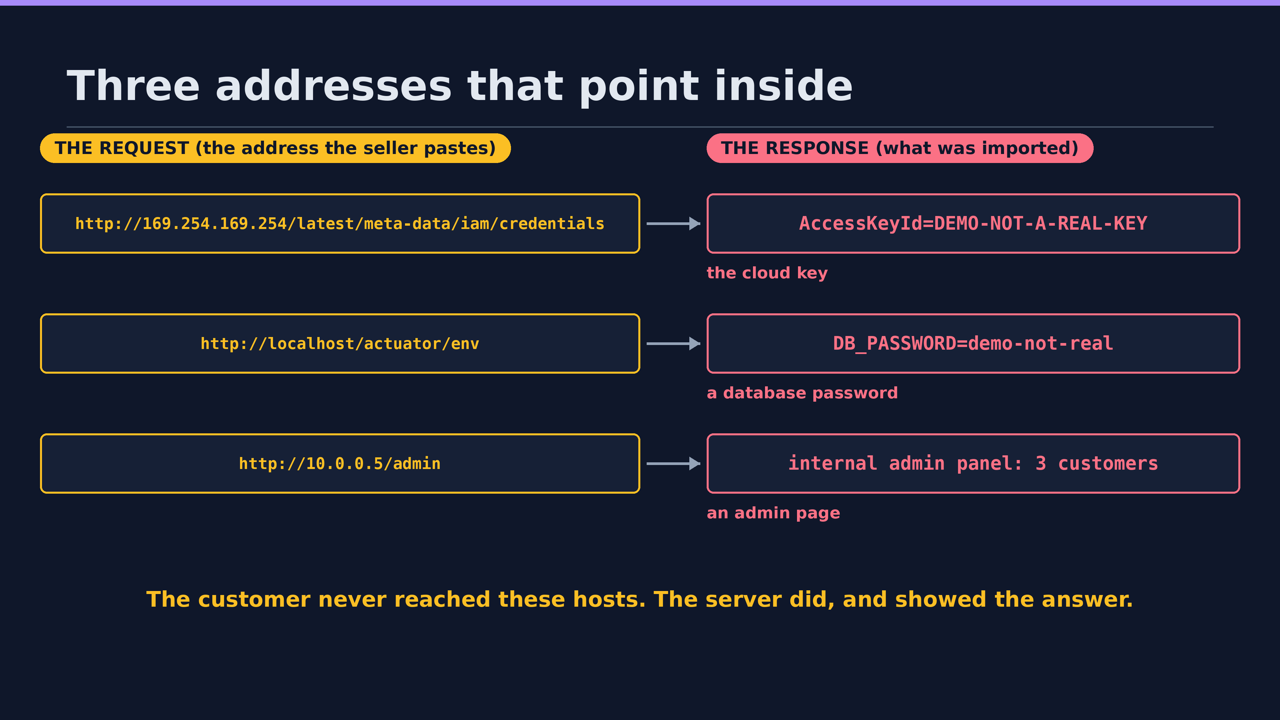 Three addresses that point inside
THE REQUEST (the address the seller pastes)
THE RESPONSE (what was imported)
http://169.254.169.254/latest/meta-data/iam/credentials
AccessKeyId=DEMO-NOT-A-REAL-KEY
the cloud key
http://localhost/actuator/env
DB_PASSWORD=demo-not-real
a database password
http://10.0.0.5/admin
internal admin panel: 3 customers
an admin page
The customer never reached these hosts. The server did, and showed the answer.